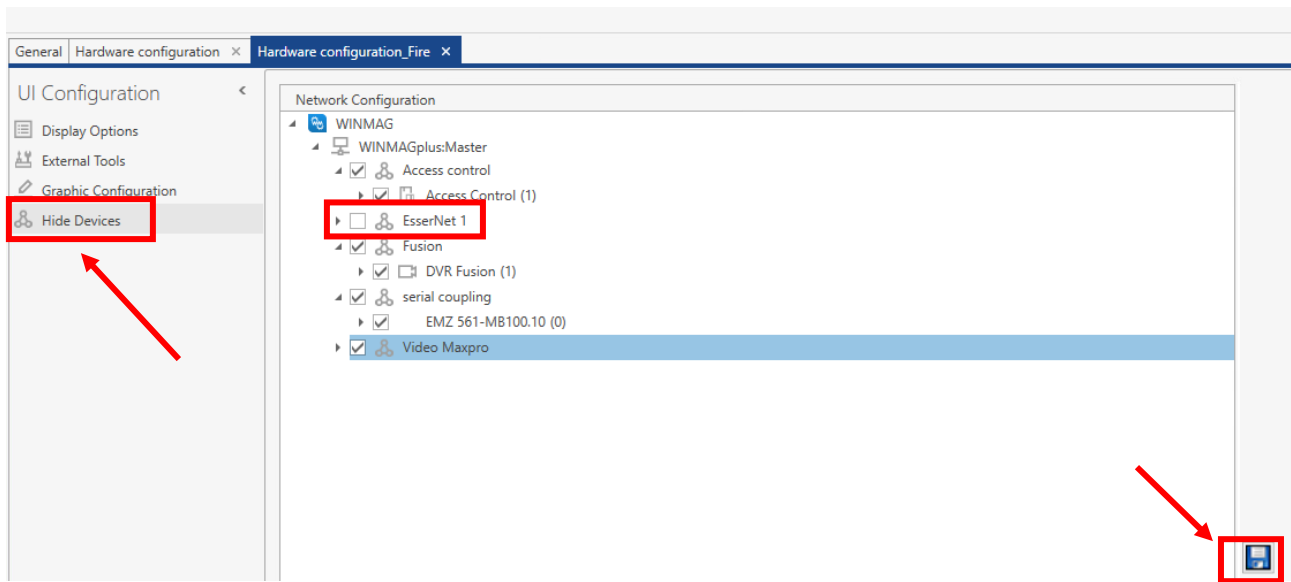 General
Hardware configuration ×
Hardware configuration_Fire ×
UI Configuration
Display Options
External Tools
Graphic Configuration
Hide Devices
Network Configuration
WINMAG
WINMAGplus:Master
Access control
Access Control (1)
EsserNet 1
Fusion
DVR Fusion (1)
serial coupling
EMZ 561-MB100.10 (0)
Video Maxpro